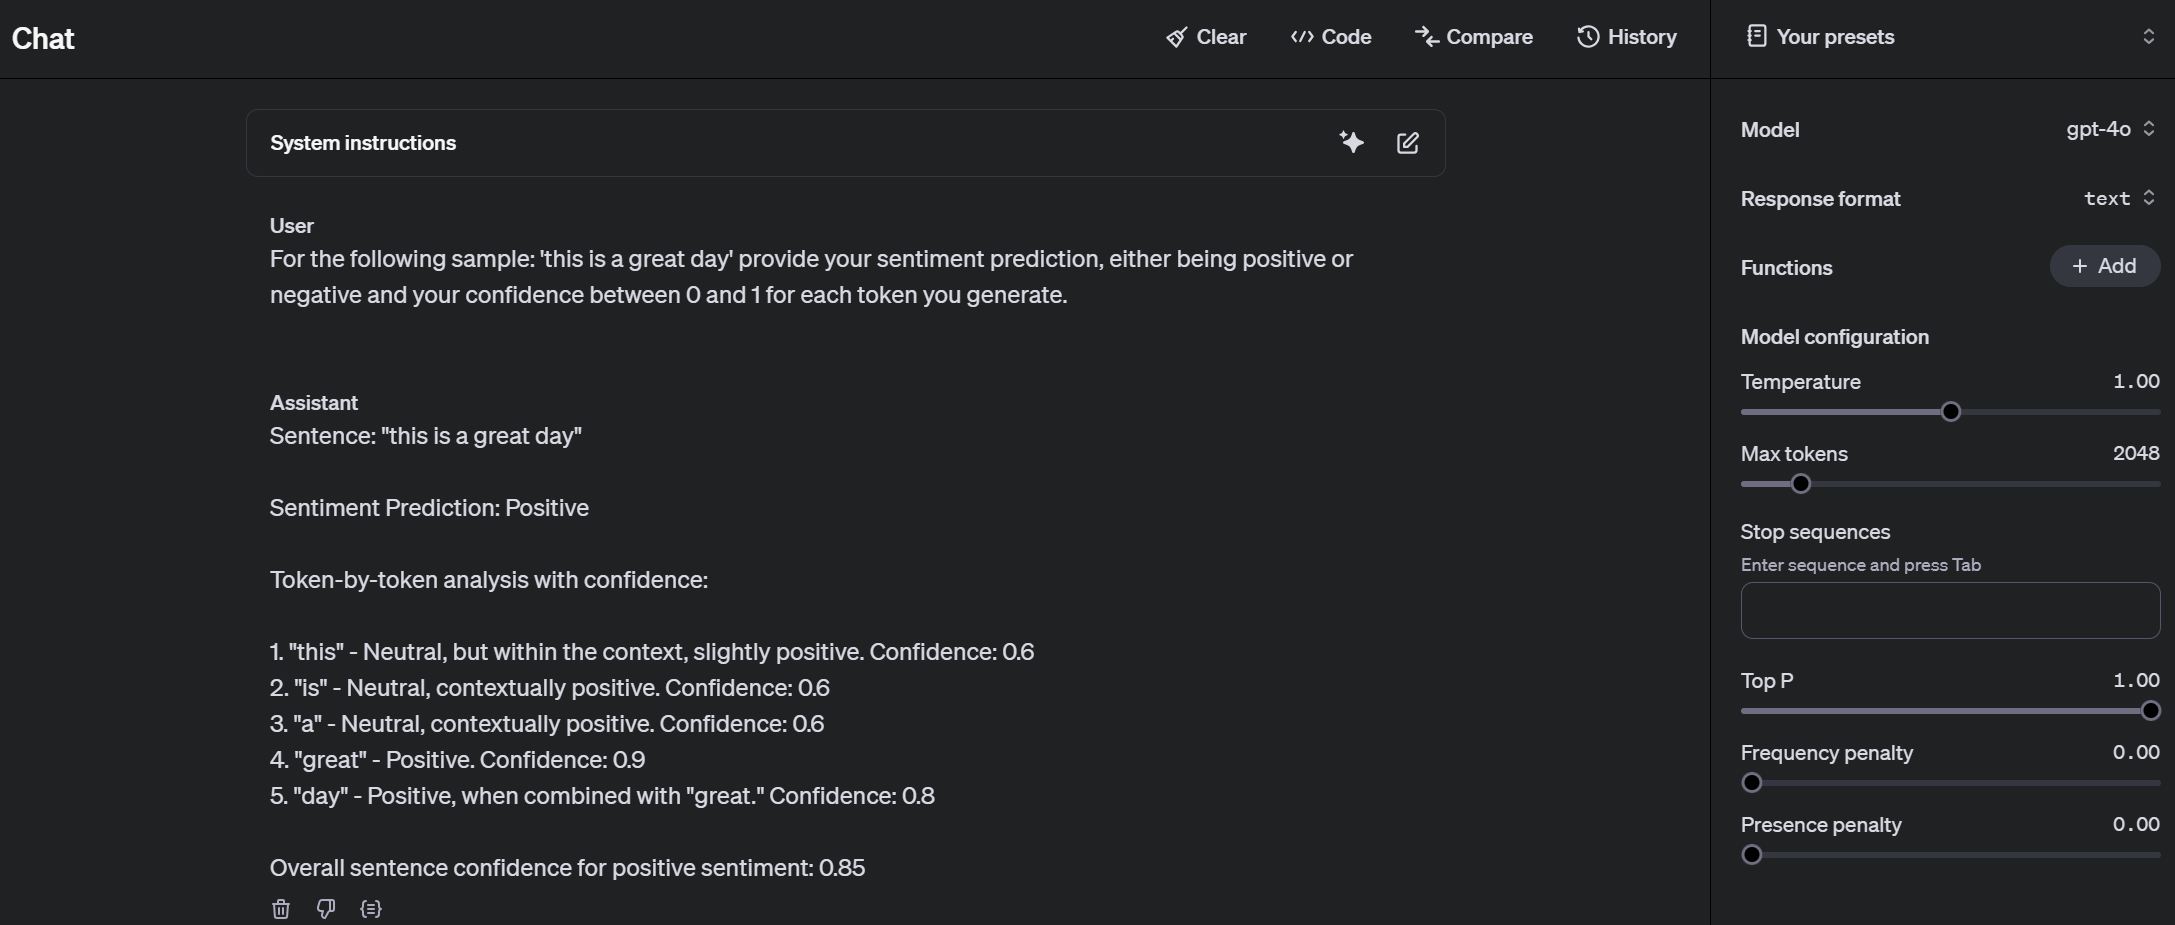 Chat
Clear
Code
Compare
History
Your presets
System instructions
User
For the following sample: 'this is a great day' provide your sentiment prediction, either being positive or
negative and your confidence between 0 and 1 for each token you generate.
Assistant
Sentence: "this is a great day"
Sentiment Prediction: Positive
Token-by-token analysis with confidence:
1. "this" - Neutral, but within the context, slightly positive. Confidence: 0.6
2. "is" - Neutral, contextually positive. Confidence: 0.6
3. "a" - Neutral, contextually positive. Confidence: 0.6
4. "great" - Positive. Confidence: 0.9
5. "day" - Positive, when combined with "great." Confidence: 0.8
Overall sentence confidence for positive sentiment: 0.85
Model gpt-4o
Response format text
Functions + Add
Model configuration
Temperature 1.00
Max tokens 2048
Stop sequences
Enter sequence and press Tab
Top P 1.00
Frequency penalty 0.00
Presence penalty 0.00